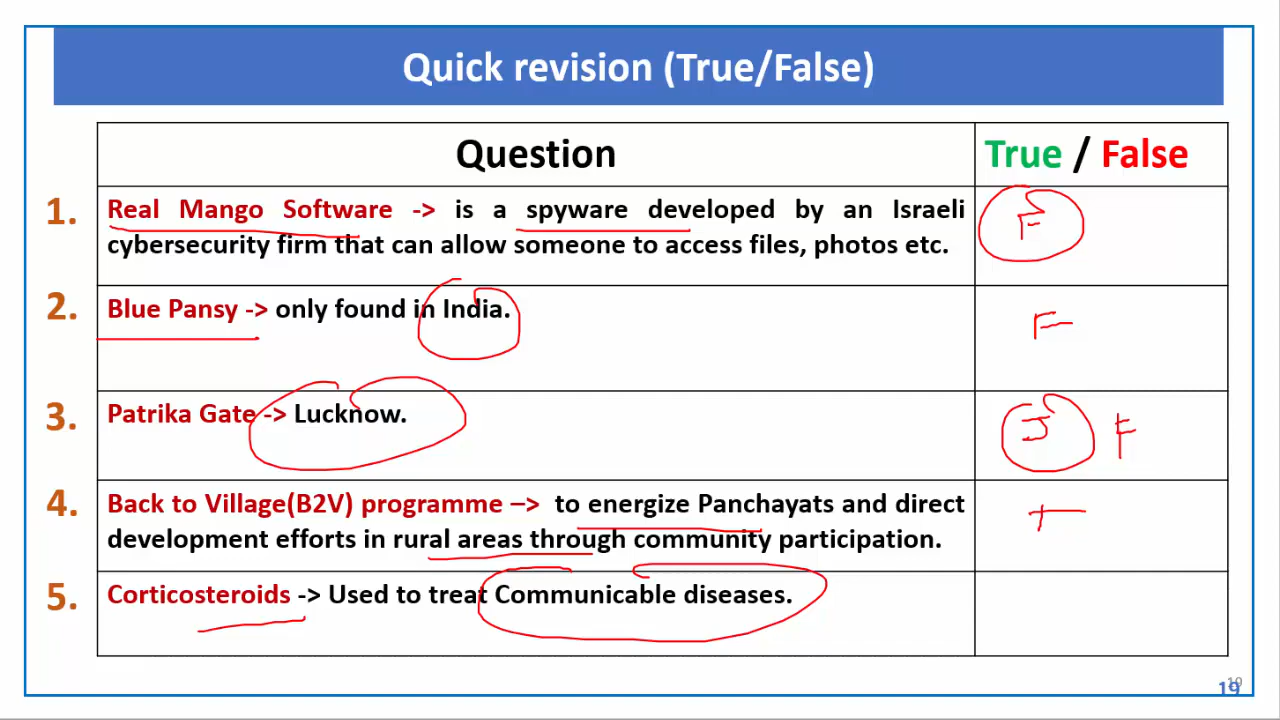 Quick revision (True/False)
Question True / False
1. Real Mango Software -> is a spyware developed by an Israeli F
cybersecurity firm that can allow someone to access files, photos etc.
2. Blue Pansy -> only found in India. F
3. Patrika Gate -> Lucknow. J F
4. Back to Village(B2V) programme –> to energize Panchayats and direct T
development efforts in rural areas through community participation.
5. Corticosteroids -> Used to treat Communicable diseases.
19